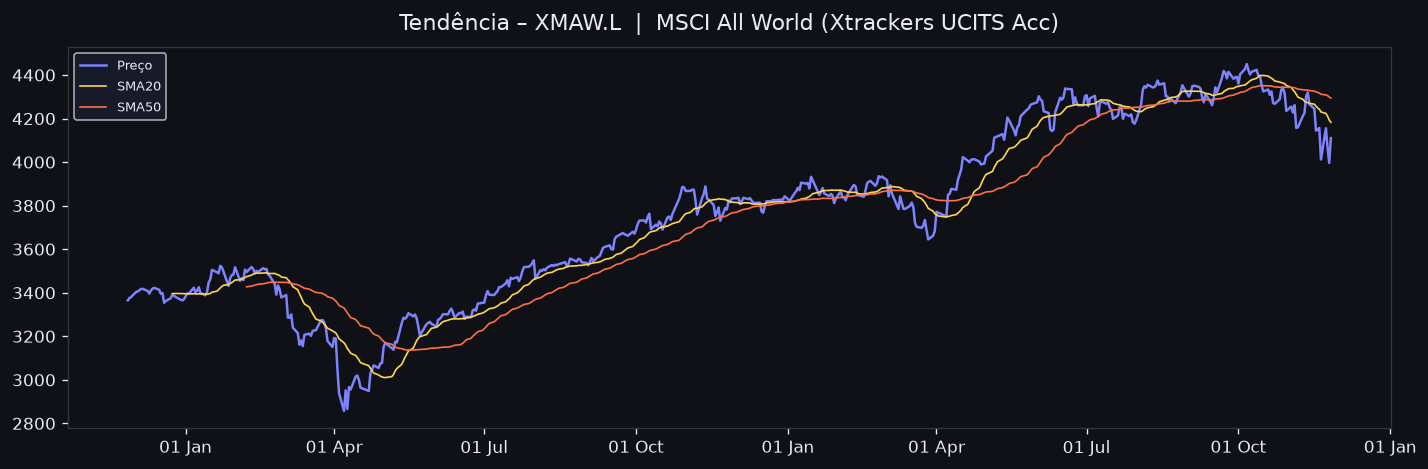 Tendência – XMAW.L | MSCI All World (Xtrackers UCITS Acc)
Preço
SMA20
SMA50
4400
4200
4000
3800
3600
3400
3200
3000
2800
01 Jan 01 Apr 01 Jul 01 Oct 01 Jan 01 Apr 01 Jul 01 Oct 01 Jan